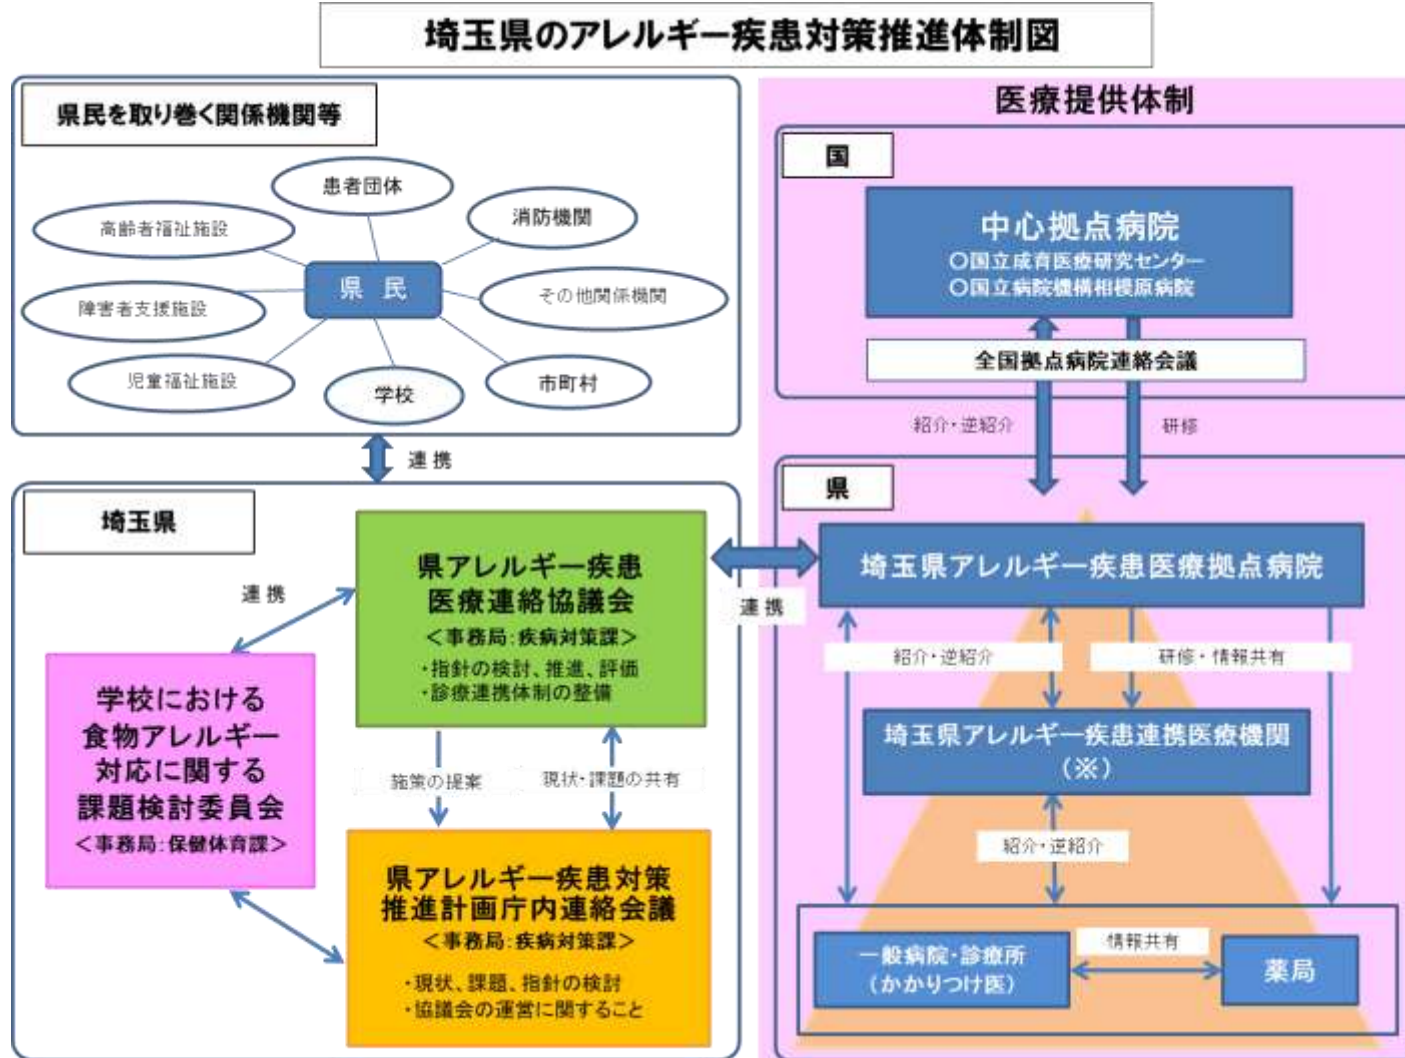 埼玉県のアレルギー疾患対策推進体制図
県民を取り巻く関係機関等
患者団体
消防機関
高齢者福祉施設
県 民
その他関係機関
障害者支援施設
児童福祉施設
学校
市町村
連 携
埼玉県
県アレルギー疾患
医療連絡協議会
＜事務局：疾病対策課＞
・指針の検討、推進、評価
・診療連携体制の整備
連 携
学校における
食物アレルギー
対応に関する
課題検討委員会
＜事務局：保健体育課＞
施策の提案
現状・課題の共有
県アレルギー疾患対策
推進計画庁内連絡会議
＜事務局：疾病対策課＞
・現状、課題、指針の検討
・協議会の運営に関すること
連 携
医療提供体制
国
中心拠点病院
○国立成育医療研究センター
○国立病院機構相模原病院
全国拠点病院連絡会議
紹介・逆紹介
研修
県
埼玉県アレルギー疾患医療拠点病院
紹介・逆紹介
研修・情報共有
埼玉県アレルギー疾患連携医療機関
（※）
紹介・逆紹介
一般病院・診療所
（かかりつけ医）
情報共有
薬局